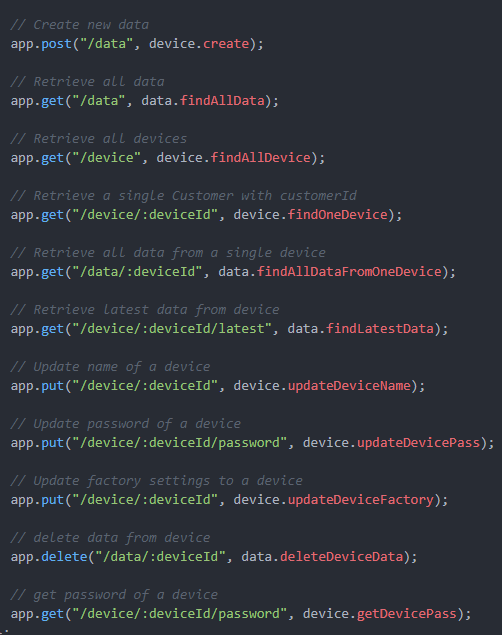 // Create new data
app.post("/data", device.create);
// Retrieve all data
app.get("/data", data.findAllData);
// Retrieve all devices
app.get("/device", device.findAllDevice);
// Retrieve a single Customer with customerId
app.get("/device/:deviceId", device.findOneDevice);
// Retrieve all data from a single device
app.get("/data/:deviceId", data.findAllDataFromOneDevice);
// Retrieve latest data from device
app.get("/device/:deviceId/latest", data.findLatestData);
// Update name of a device
app.put("/device/:deviceId", device.updateDeviceName);
// Update password of a device
app.put("/device/:deviceId/password", device.updateDevicePass);
// Update factory settings to a device
app.put("/device/:deviceId", device.updateDeviceFactory);
// delete data from device
app.delete("/data/:deviceId", data.deleteDeviceData);
// get password of a device
app.get("/device/:deviceId/password", device.getDevicePass);